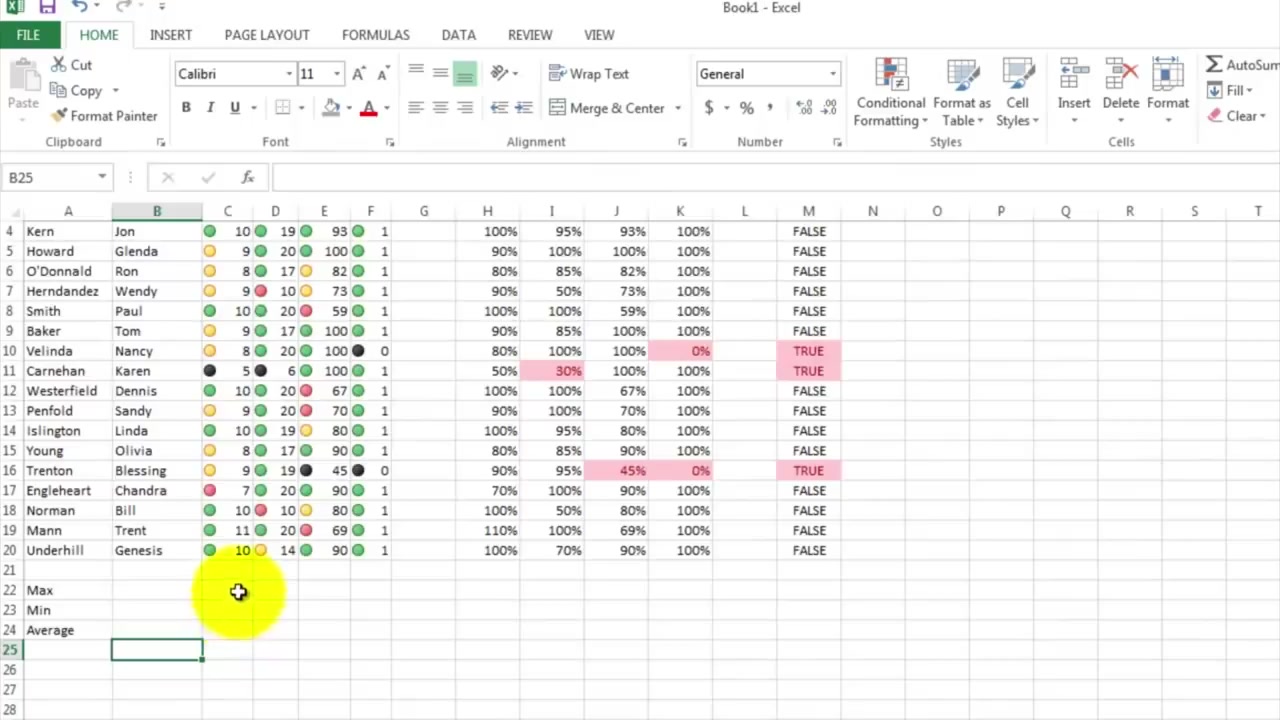 Book1 - Excel
FILE HOME INSERT PAGE LAYOUT FORMULAS DATA REVIEW VIEW
Cut
Copy
Format Painter
Paste
Clipboard
Calibri 11
B I U
Font
Wrap Text
Merge & Center
Alignment
General
$ % ,
Number
Conditional Formatting
Format as Table
Cell Styles
Styles
Insert
Delete
Format
Cells
AutoSum
Fill
Clear
B25 fx
A B C D E F G H I J K L M N O P Q R S T
4 Kern Jon 10 19 93 1 100% 95% 93% 100% FALSE
5 Howard Glenda 9 20 100 1 90% 100% 100% 100% FALSE
6 O'Donnald Ron 8 17 82 1 80% 85% 82% 100% FALSE
7 Herndandez Wendy 9 10 73 1 90% 50% 73% 100% FALSE
8 Smith Paul 10 20 59 1 100% 100% 59% 100% FALSE
9 Baker Tom 9 17 100 1 90% 85% 100% 100% FALSE
10 Velinda Nancy 8 20 100 0 80% 100% 100% 0% TRUE
11 Carnehan Karen 5 6 100 1 50% 30% 100% 100% TRUE
12 Westerfield Dennis 10 20 67 1 100% 100% 67% 100% FALSE
13 Penfold Sandy 9 20 70 1 90% 100% 70% 100% FALSE
14 Islington Linda 10 19 80 1 100% 95% 80% 100% FALSE
15 Young Olivia 8 17 90 1 80% 85% 90% 100% FALSE
16 Trenton Blessing 9 19 45 0 90% 95% 45% 0% TRUE
17 Engleheart Chandra 7 20 90 1 70% 100% 90% 100% FALSE
18 Norman Bill 10 10 80 1 100% 50% 80% 100% FALSE
19 Mann Trent 11 20 69 1 110% 100% 69% 100% FALSE
20 Underhill Genesis 10 14 90 1 100% 70% 90% 100% FALSE
21
22 Max
23 Min
24 Average
25
26
27
28